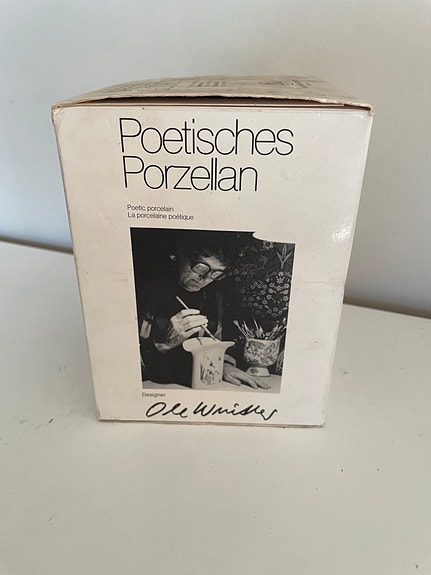 Poetisches
Porzellan
Poetic porcelain
La porcelaine poétique
Designer
Ole Winther